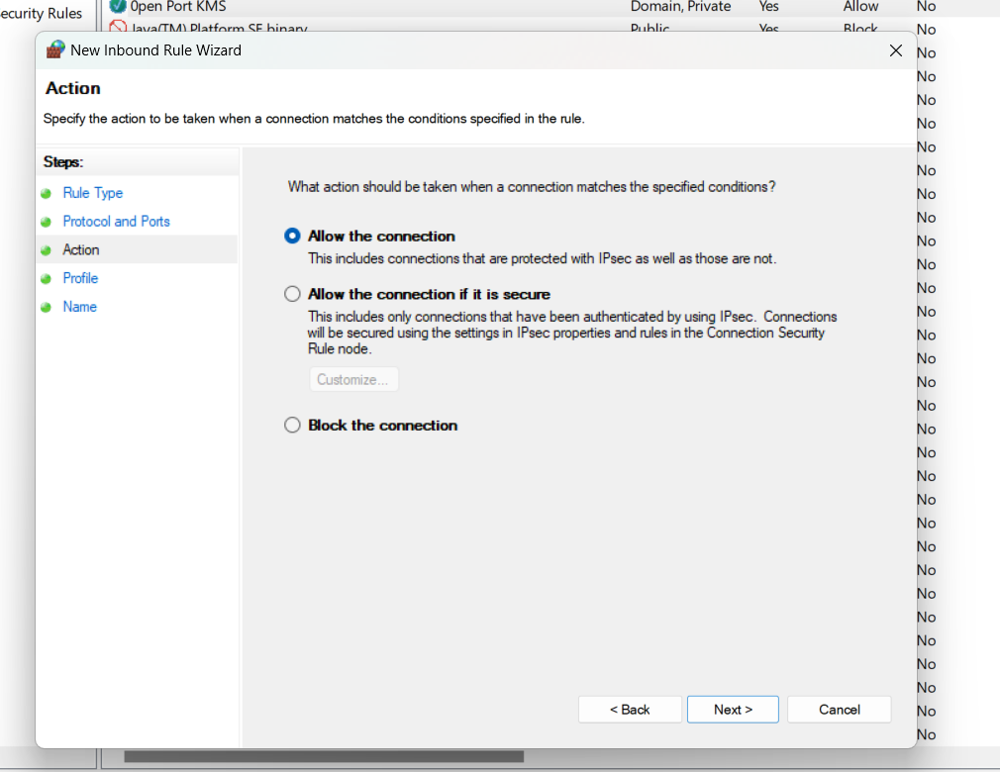 ecurity Rules
0pen Port KMS Domain, Private Yes Allow No
Java(TM) Platform SE binary Public Yes Block No
New Inbound Rule Wizard
No
Action
No
No
Specify the action to be taken when a connection matches the conditions specified in the rule.
No
No
Steps:
No
Rule Type
What action should be taken when a connection matches the specified conditions?
No
Protocol and Ports
No
Action
Allow the connection
No
This includes connections that are protected with IPsec as well as those are not.
No
Profile
No
Name
Allow the connection if it is secure
No
This includes only connections that have been authenticated by using IPsec. Connections
will be secured using the settings in IPsec properties and rules in the Connection Security
Rule node.
No
No
Customize...
No
No
Block the connection
No
No
No
No
No
No
No
No
No
No
No
No
< Back
Next >
Cancel
No
No